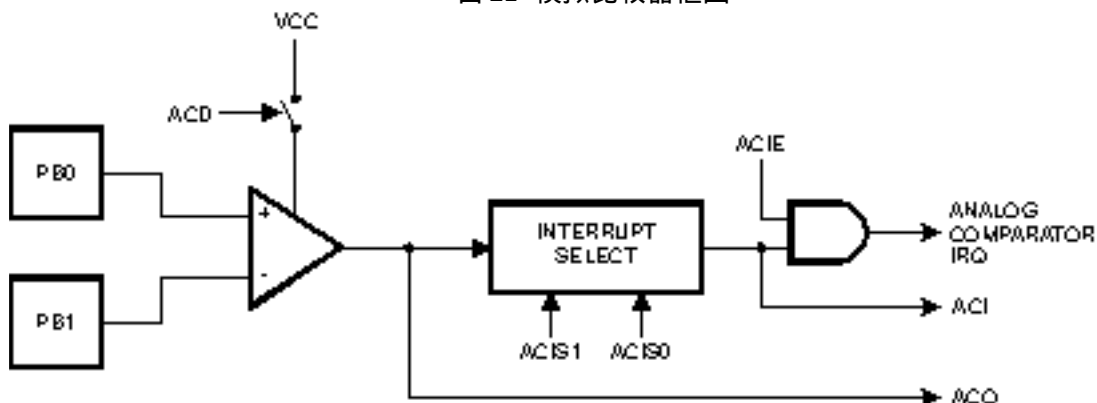 VCC
ACD
PB0
+
-
PB1
INTERRUPT
SELECT
ACIS1 ACIS0
ACIE
ANALOG
COMPARATOR
IRQ
ACI
ACO